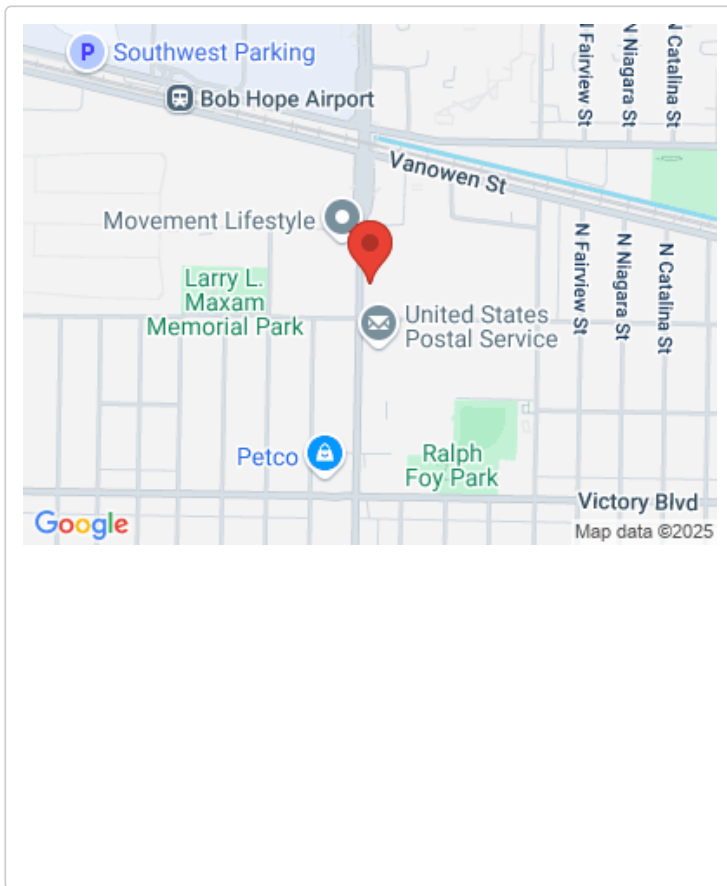 Southwest Parking
P
Bob Hope Airport
N Fairview St
N Niagara St
N Catalina St
Vanowen St
Movement Lifestyle
Larry L.
Maxam
Memorial Park
United States
Postal Service
N Fairview St
N Niagara St
N Catalina St
Petco
Ralph
Foy Park
Victory Blvd
Google
Map data ©2025